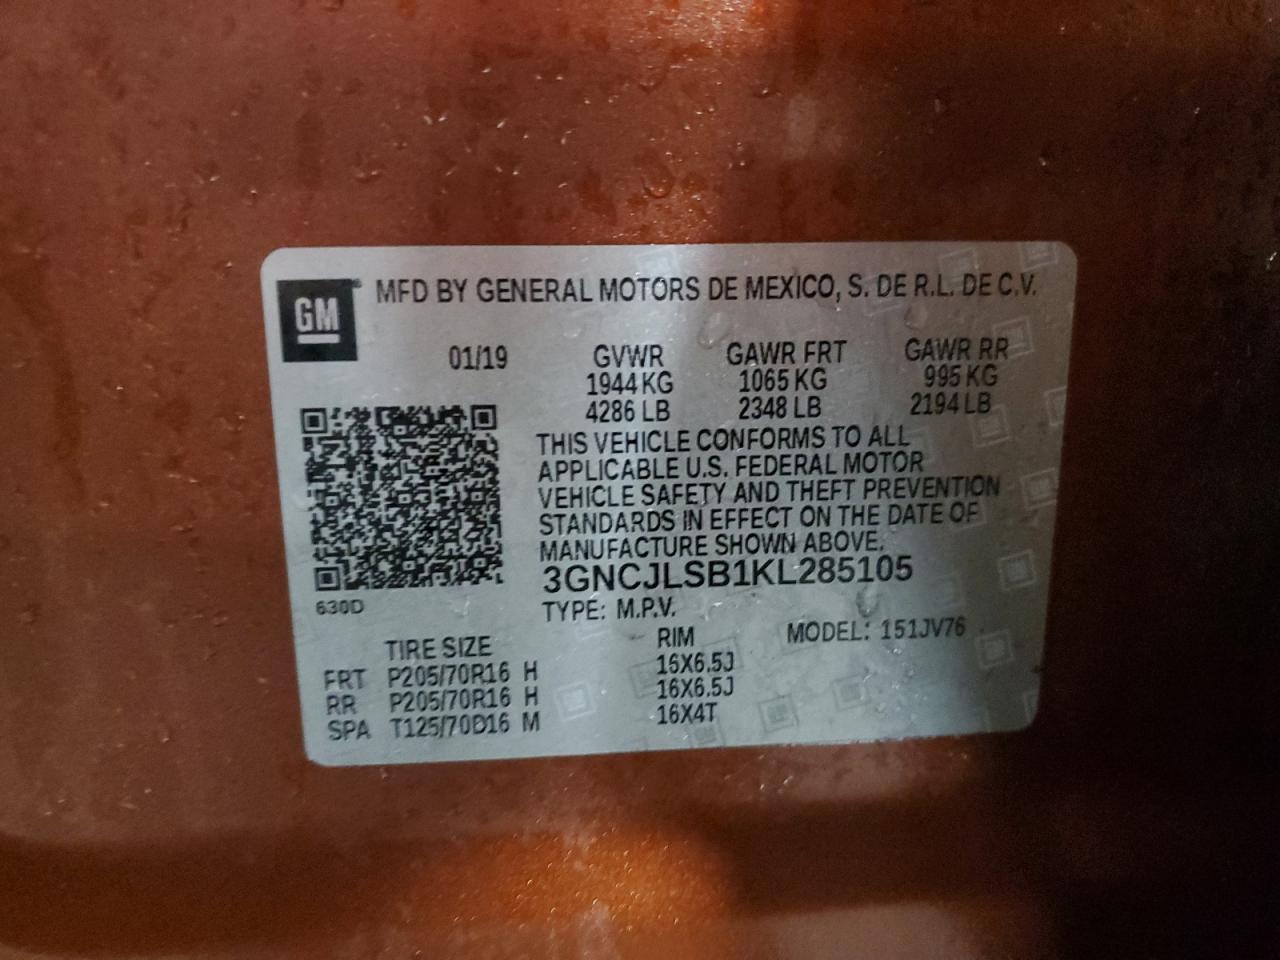 GM
MFD BY GENERAL MOTORS DE MEXICO, S. DE R.L. DE C.V.
01/19 GVWR GAWR FRT GAWR RR
1944 KG 1065 KG 995 KG
4286 LB 2348 LB 2194 LB
THIS VEHICLE CONFORMS TO ALL
APPLICABLE U.S. FEDERAL MOTOR
VEHICLE SAFETY AND THEFT PREVENTION
STANDARDS IN EFFECT ON THE DATE OF
MANUFACTURE SHOWN ABOVE.
3GNCJLSB1KL285105
630D
TYPE: M.P.V.
MODEL: 151JV76
TIRE SIZE RIM
FRT P205/70R16 H 16X6.5J
RR P205/70R16 H 16X6.5J
SPA T125/70D16 M 16X4T